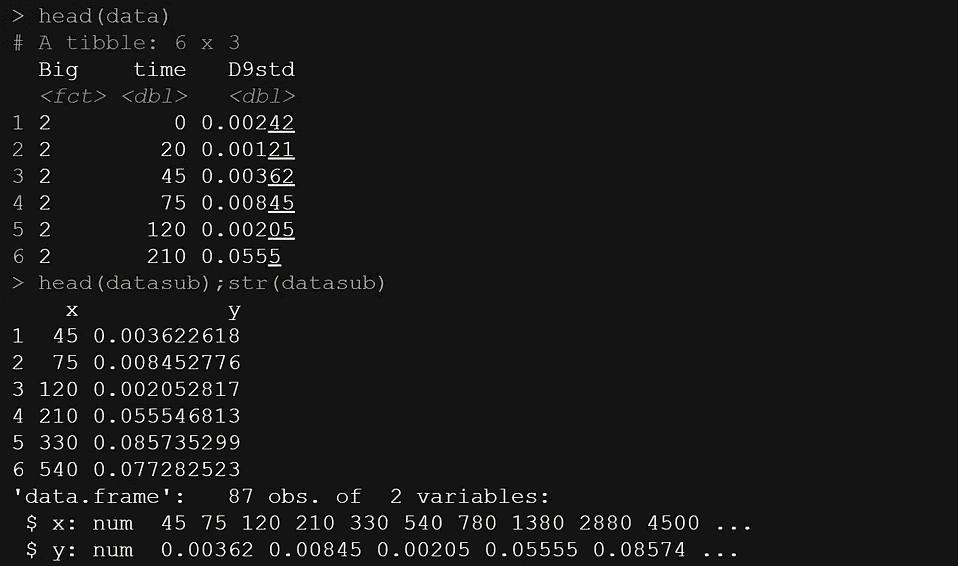 > head(data)
# A tibble: 6 x 3
  Big    time   D9std
  <fct> <dbl>   <dbl>
1 2         0 0.00242
2 2        20 0.00121
3 2        45 0.00362
4 2        75 0.00845
5 2       120 0.00205
6 2       210 0.0555
> head(datasub);str(datasub)
    x           y
1  45 0.003622618
2  75 0.008452776
3 120 0.002052817
4 210 0.055546813
5 330 0.085735299
6 540 0.077282523
'data.frame':   87 obs. of  2 variables:
 $ x: num  45 75 120 210 330 540 780 1380 2880 4500 ...
 $ y: num  0.00362 0.00845 0.00205 0.05555 0.08574 ...